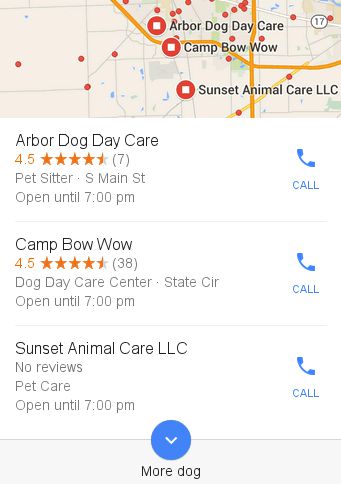 Arbor Dog Day Care
17
Camp Bow Wow
Sunset Animal Care LLC
Arbor Dog Day Care
4.5 (7)
Pet Sitter · S Main St
CALL
Open until 7:00 pm
Camp Bow Wow
4.5 (38)
Dog Day Care Center · State Cir
CALL
Open until 7:00 pm
Sunset Animal Care LLC
No reviews
Pet Care
CALL
Open until 7:00 pm
More dog